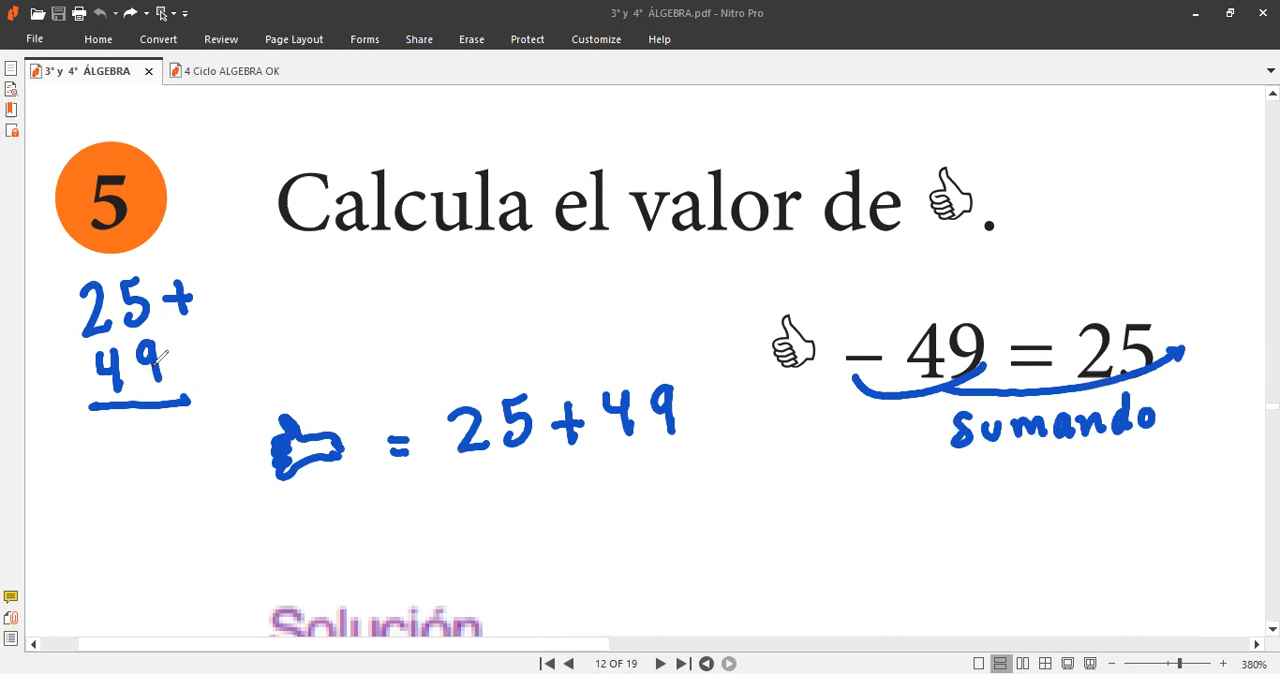 3° y 4° ÁLGEBRA.pdf - Nitro Pro
File Home Convert Review Page Layout Forms Share Erase Protect Customize Help
3° y 4° ÁLGEBRA 4 Ciclo ALGEBRA OK
5 Calcula el valor de 👍.
25+
49
👍 - 49 = 25
sumando
= 25 + 49
Solución
12 OF 19
380%